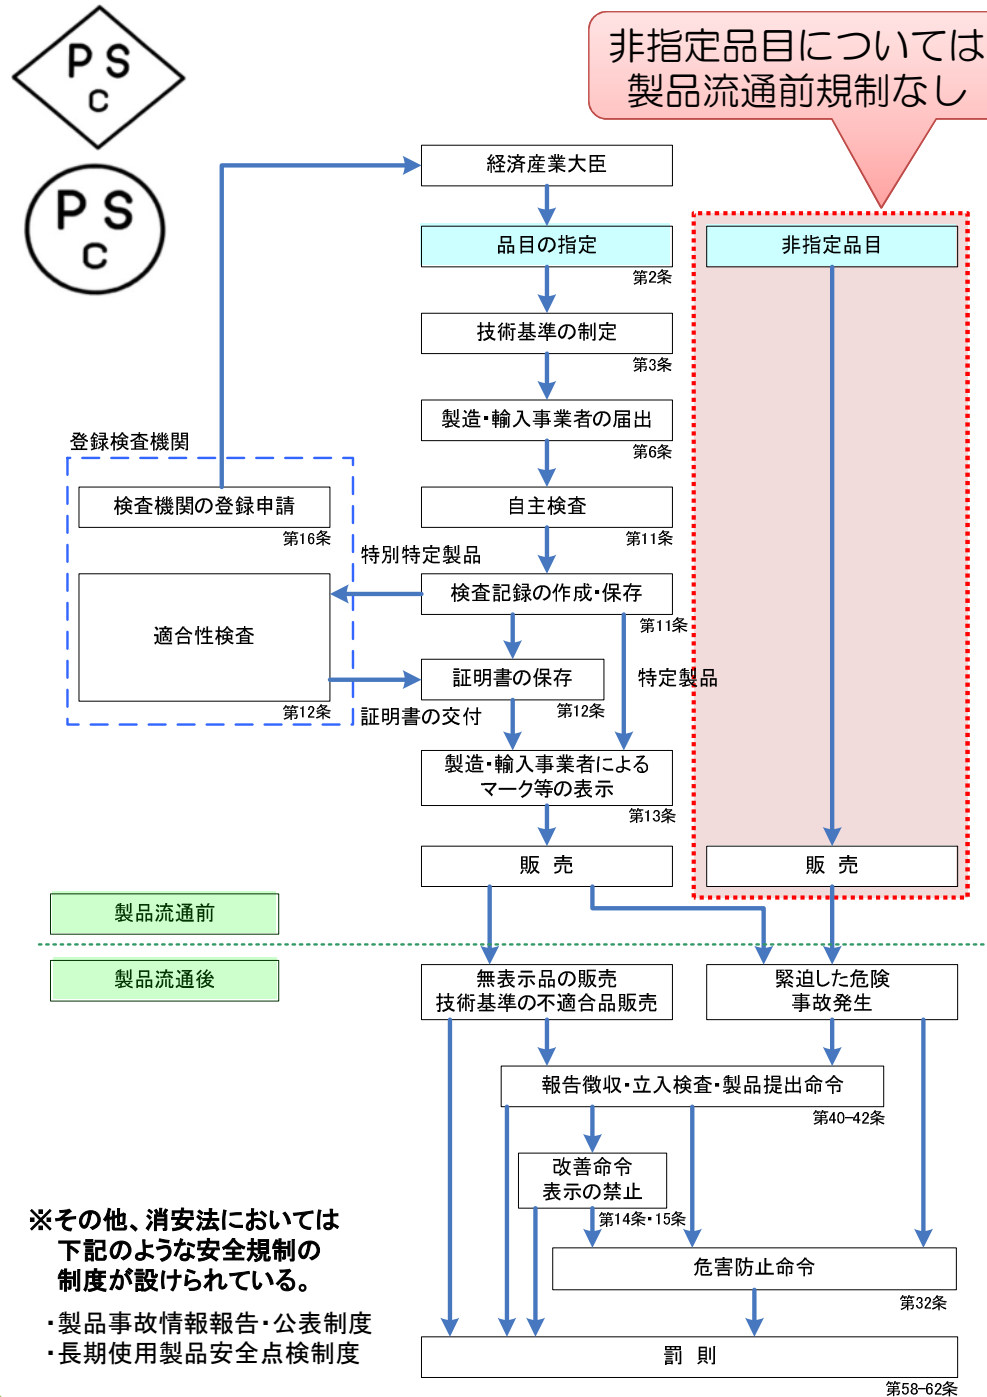 PS
C
PS
C
非指定品目については
製品流通前規制なし
経済産業大臣
品目の指定
第2条
非指定品目
技術基準の制定
第3条
製造・輸入事業者の届出
第6条
登録検査機関
検査機関の登録申請
第16条
自主検査
第11条
特別特定製品
検査記録の作成・保存
第11条
適合性検査
第12条
証明書の保存
第12条
特定製品
証明書の交付
製造・輸入事業者による
マーク等の表示
第13条
販 売
販 売
製品流通前
製品流通後
無表示品の販売
技術基準の不適合品販売
緊迫した危険
事故発生
報告徴収・立入検査・製品提出命令
第40-42条
改善命令
表示の禁止
第14条・15条
危害防止命令
第32条
罰 則
第58-62条
※その他、消安法においては
下記のような安全規制の
制度が設けられている。
・製品事故情報報告・公表制度
・長期使用製品安全点検制度